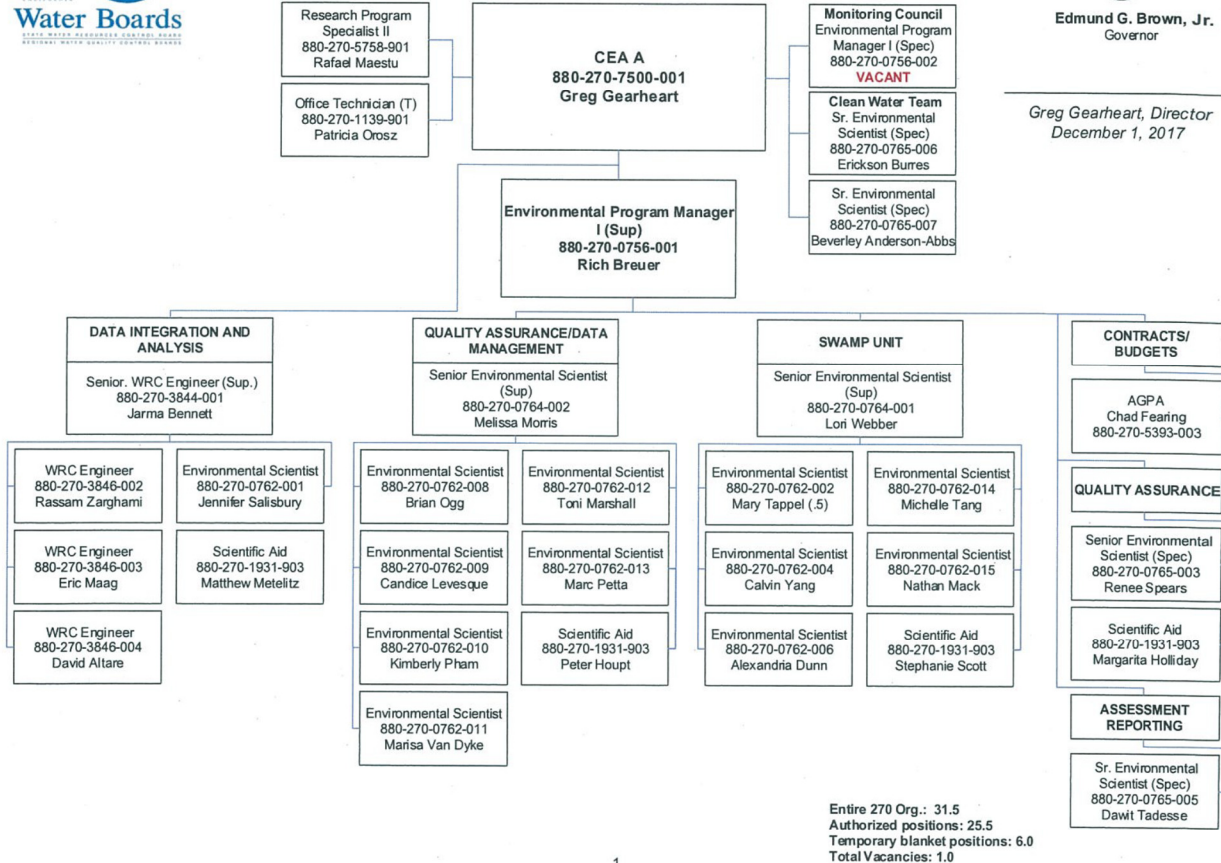 Water Boards
STATE WATER RESOURCES CONTROL BOARD
REGIONAL WATER QUALITY CONTROL BOARDS
Research Program
Specialist II
880-270-5758-901
Rafael Maestu
Office Technician (T)
880-270-1139-901
Patricia Orosz
CEA A
880-270-7500-001
Greg Gearheart
Monitoring Council
Environmental Program
Manager I (Spec)
880-270-0756-002
VACANT
Clean Water Team
Sr. Environmental
Scientist (Spec)
880-270-0765-006
Erickson Burres
Sr. Environmental
Scientist (Spec)
880-270-0765-007
Beverley Anderson-Abbs
Edmund G. Brown, Jr.
Governor
Greg Gearheart, Director
December 1, 2017
Environmental Program Manager
I (Sup)
880-270-0756-001
Rich Breuer
DATA INTEGRATION AND
ANALYSIS
Senior. WRC Engineer (Sup.)
880-270-3844-001
Jarma Bennett
WRC Engineer
880-270-3846-002
Rassam Zarghami
WRC Engineer
880-270-3846-003
Eric Maag
WRC Engineer
880-270-3846-004
David Altare
Environmental Scientist
880-270-0762-001
Jennifer Salisbury
Scientific Aid
880-270-1931-903
Matthew Metelitz
QUALITY ASSURANCE/DATA
MANAGEMENT
Senior Environmental Scientist
(Sup)
880-270-0764-002
Melissa Morris
Environmental Scientist
880-270-0762-008
Brian Ogg
Environmental Scientist
880-270-0762-009
Candice Levesque
Environmental Scientist
880-270-0762-010
Kimberly Pham
Environmental Scientist
880-270-0762-011
Marisa Van Dyke
Environmental Scientist
880-270-0762-012
Toni Marshall
Environmental Scientist
880-270-0762-013
Marc Petta
Scientific Aid
880-270-1931-903
Peter Houpt
SWAMP UNIT
Senior Environmental Scientist
(Sup)
880-270-0764-001
Lori Webber
Environmental Scientist
880-270-0762-002
Mary Tappel (.5)
Environmental Scientist
880-270-0762-004
Calvin Yang
Environmental Scientist
880-270-0762-006
Alexandria Dunn
Environmental Scientist
880-270-0762-014
Michelle Tang
Environmental Scientist
880-270-0762-015
Nathan Mack
Scientific Aid
880-270-1931-903
Stephanie Scott
CONTRACTS/
BUDGETS
AGPA
Chad Fearing
880-270-5393-003
QUALITY ASSURANCE
Senior Environmental
Scientist (Spec)
880-270-0765-003
Renee Spears
Scientific Aid
880-270-1931-903
Margarita Holliday
ASSESSMENT
REPORTING
Sr. Environmental
Scientist (Spec)
880-270-0765-005
Dawit Tadesse
Entire 270 Org.: 31.5
Authorized positions: 25.5
Temporary blanket positions: 6.0
Total Vacancies: 1.0
1